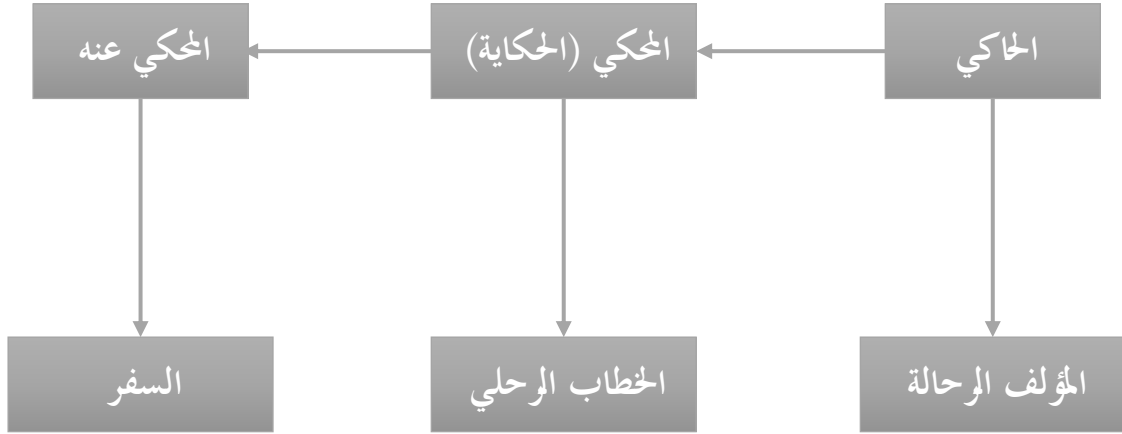 الحاكي
المحكي (الحكاية)
المحكي عنه
المؤلف الرحالة
الخطاب الرحلي
السفر